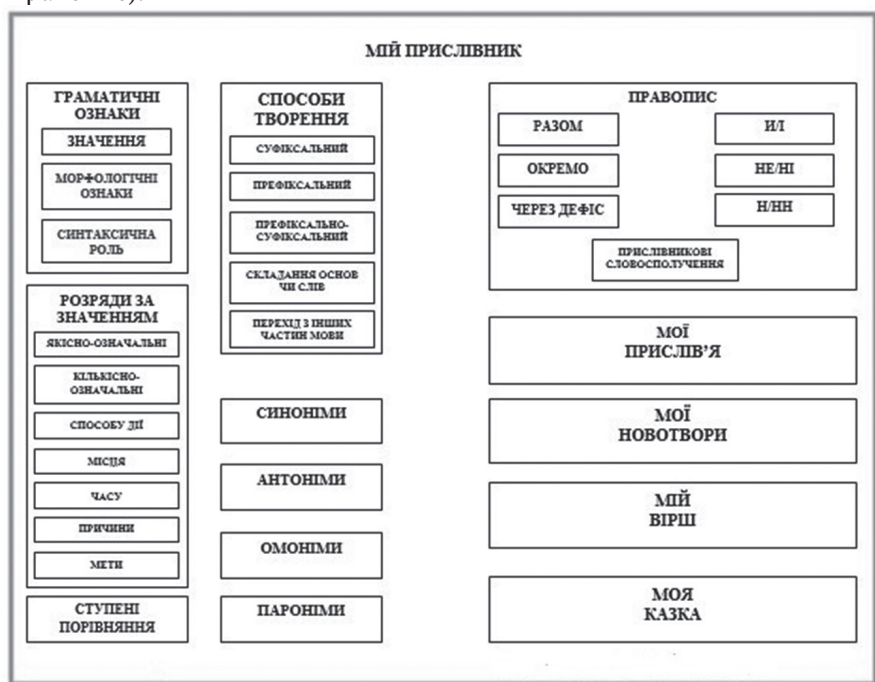 МІЙ ПРИСЛІВНИК
ГРАМАТИЧНІ
ОЗНАКИ
ЗНАЧЕННЯ
МОРФОЛОГІЧНІ
ОЗНАКИ
СИНТАКСИЧНА
РОЛЬ
РОЗРЯДИ ЗА
ЗНАЧЕННЯМ
ЯКІСНО-ОЗНАЧАЛЬНІ
КІЛЬКІСНО-
ОЗНАЧАЛЬНІ
СПОСОБУ ДІЇ
МІСЦЯ
ЧАСУ
ПРИЧИНИ
МЕТИ
СТУПЕНІ
ПОРІВНЯННЯ
СПОСОБИ
ТВОРЕННЯ
СУФІКСАЛЬНИЙ
ПРЕФІКСАЛЬНИЙ
ПРЕФІКСАЛЬНО-
СУФІКСАЛЬНИЙ
СКЛАДАННЯ ОСНОВ
ЧИ СЛІВ
ПЕРЕХІД З ІНШИХ
ЧАСТИН МОВИ
СИНОНІМИ
АНТОНІМИ
ОМОНІМИ
ПАРОНІМИ
ПРАВОПИС
РАЗОМ
И/І
ОКРЕМО
НЕ/НІ
ЧЕРЕЗ ДЕФІС
Н/НН
ПРИСЛІВНИКОВІ
СЛОВОСПОЛУЧЕННЯ
МОЇ
ПРИСЛІВ'Я
МОЇ
НОВОТВОРИ
МІЙ
ВІРШ
МОЯ
КАЗКА